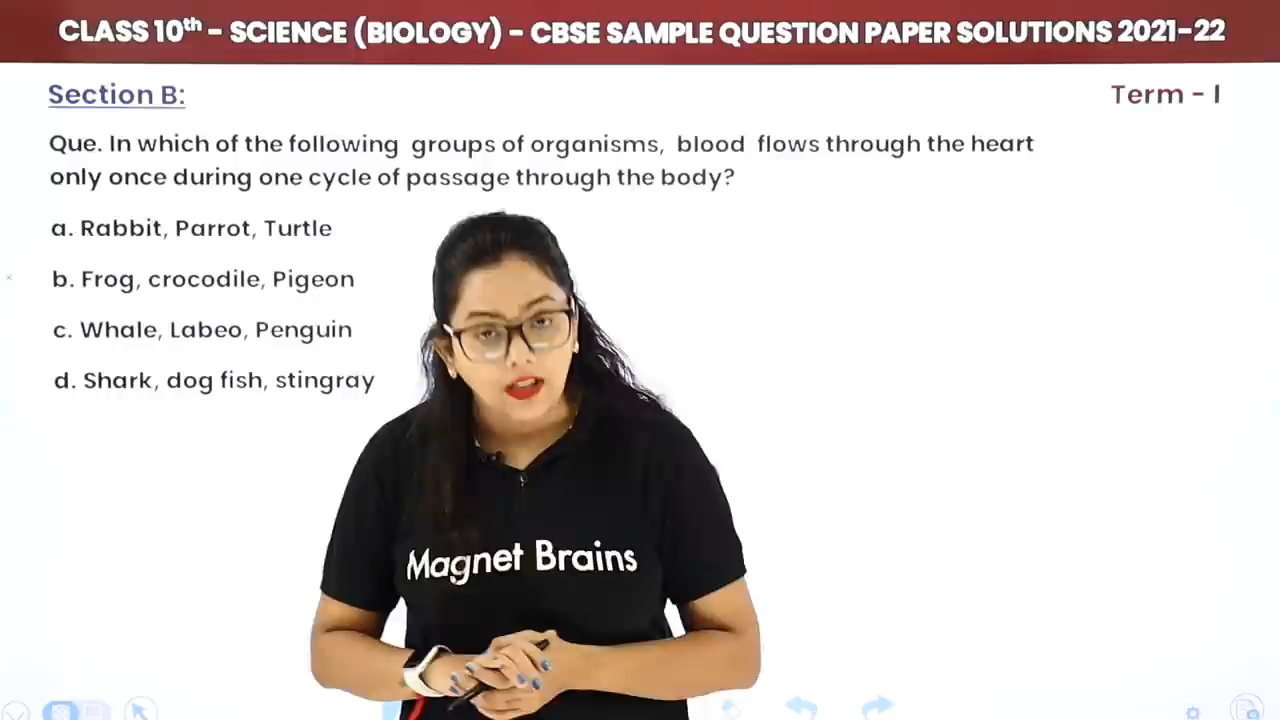 CLASS 10th - SCIENCE (BIOLOGY) - CBSE SAMPLE QUESTION PAPER SOLUTIONS 2021-22
Section B:
Term - I
Que. In which of the following groups of organisms, blood flows through the heart
only once during one cycle of passage through the body?
a. Rabbit, Parrot, Turtle
b. Frog, crocodile, Pigeon
c. Whale, Labeo, Penguin
d. Shark, dog fish, stingray
Magnet Brains